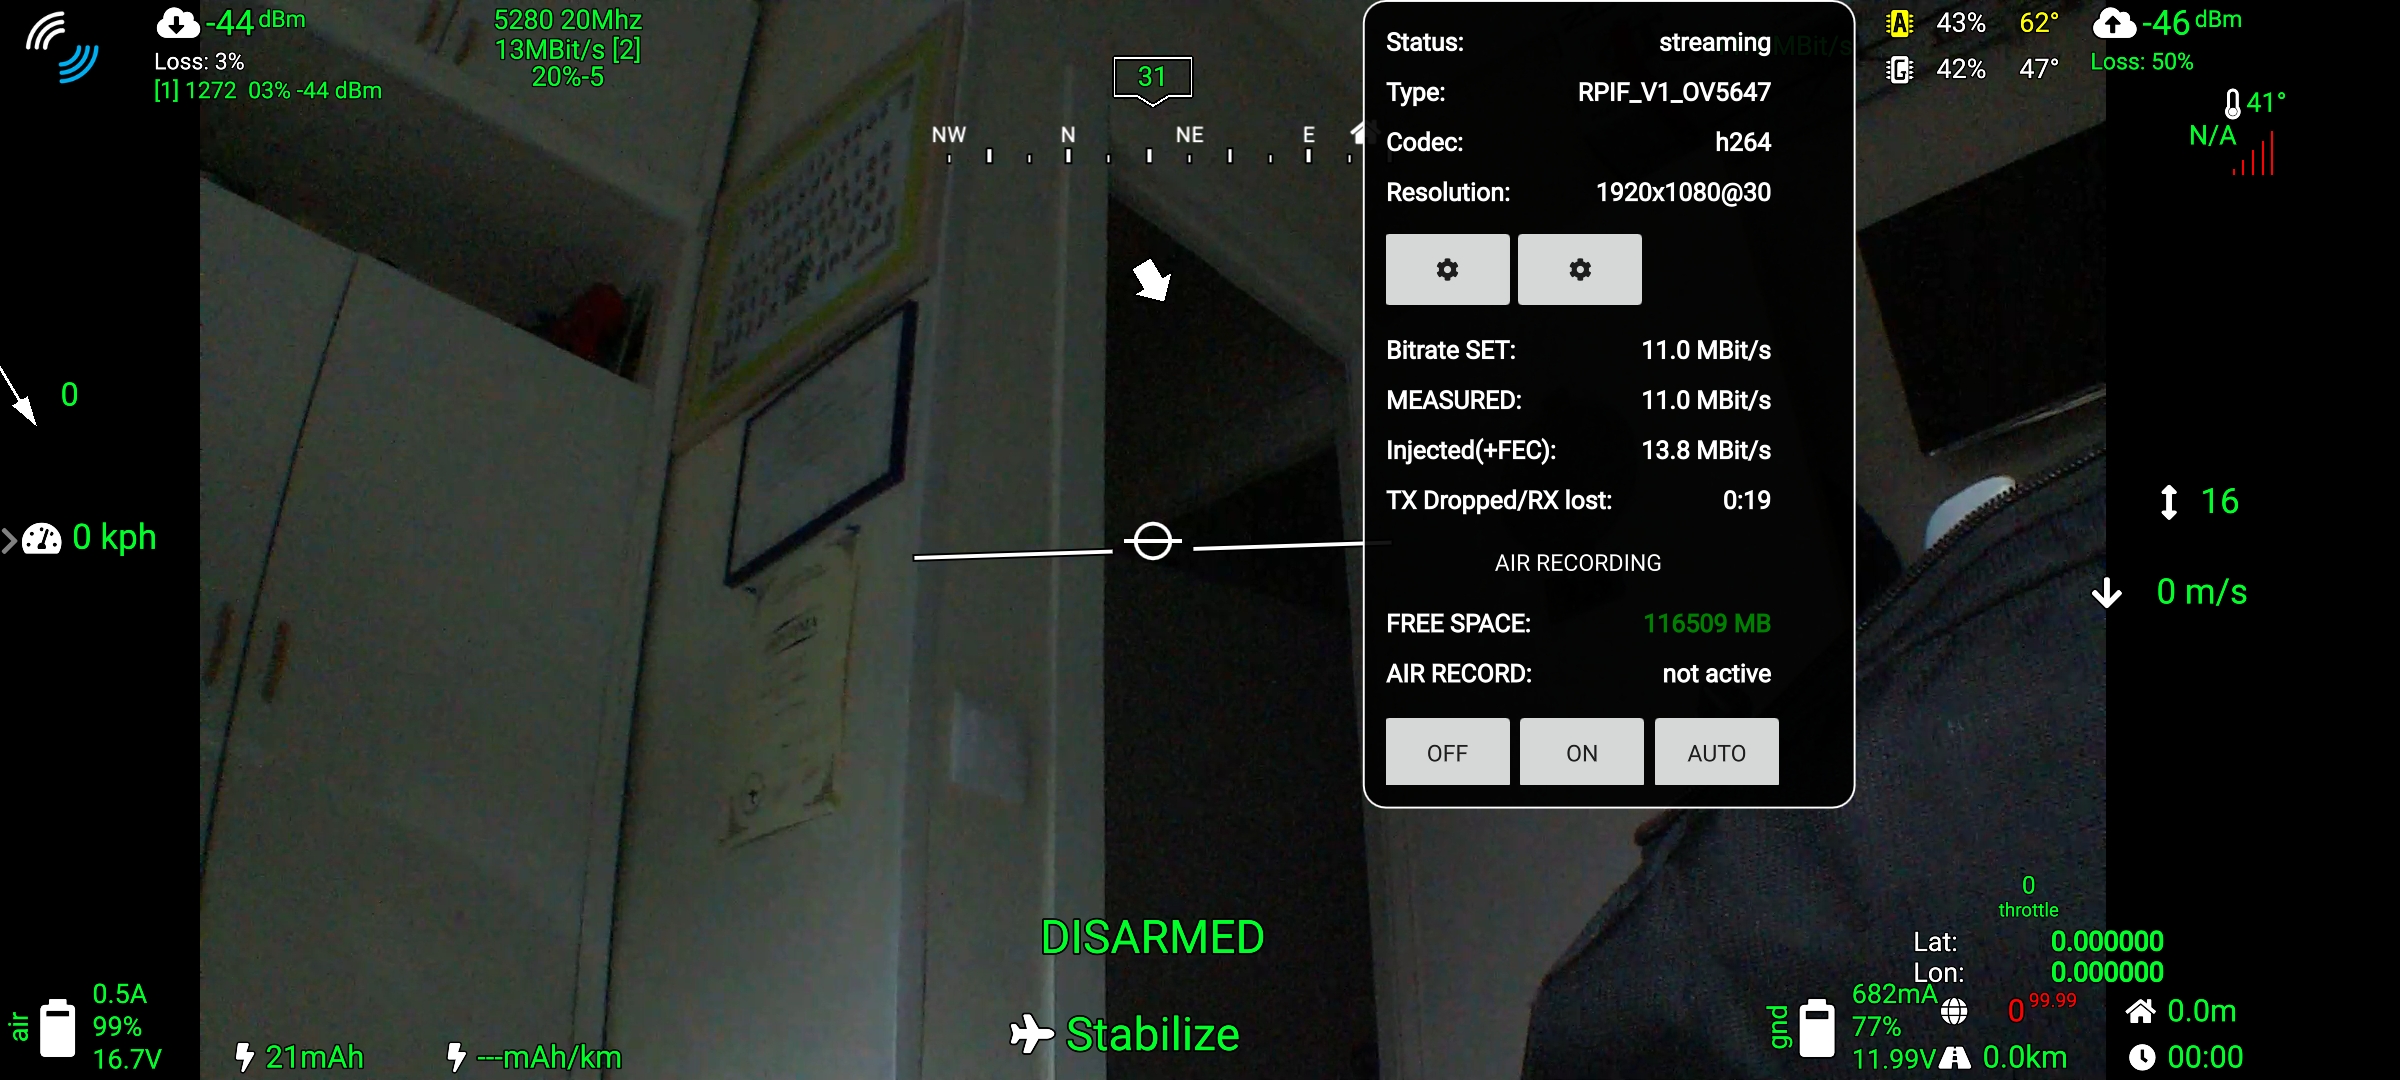 -44 dBm
Loss: 3%
[1] 1272 03% -44 dBm
5280 20Mhz
13MBit/s [2]
20%-5
31
NW N NE E
Status: streaming
Type: RPIF_V1_OV5647
Codec: h264
Resolution: 1920x1080@30
Bitrate SET: 11.0 MBit/s
MEASURED: 11.0 MBit/s
Injected(+FEC): 13.8 MBit/s
TX Dropped/RX lost: 0:19
AIR RECORDING
FREE SPACE: 116509 MB
AIR RECORD: not active
OFF ON AUTO
MBit/s
A 43% 62°
G 42% 47°
-46 dBm
Loss: 50%
41°
N/A
0
0 kph
16
0 m/s
DISARMED
Stabilize
0
throttle
Lat: 0.000000
Lon: 0.000000
air
0.5A
99%
16.7V
21mAh
---mAh/km
gnd
682mA
77%
11.99V
0 99.99
0.0km
0.0m
00:00